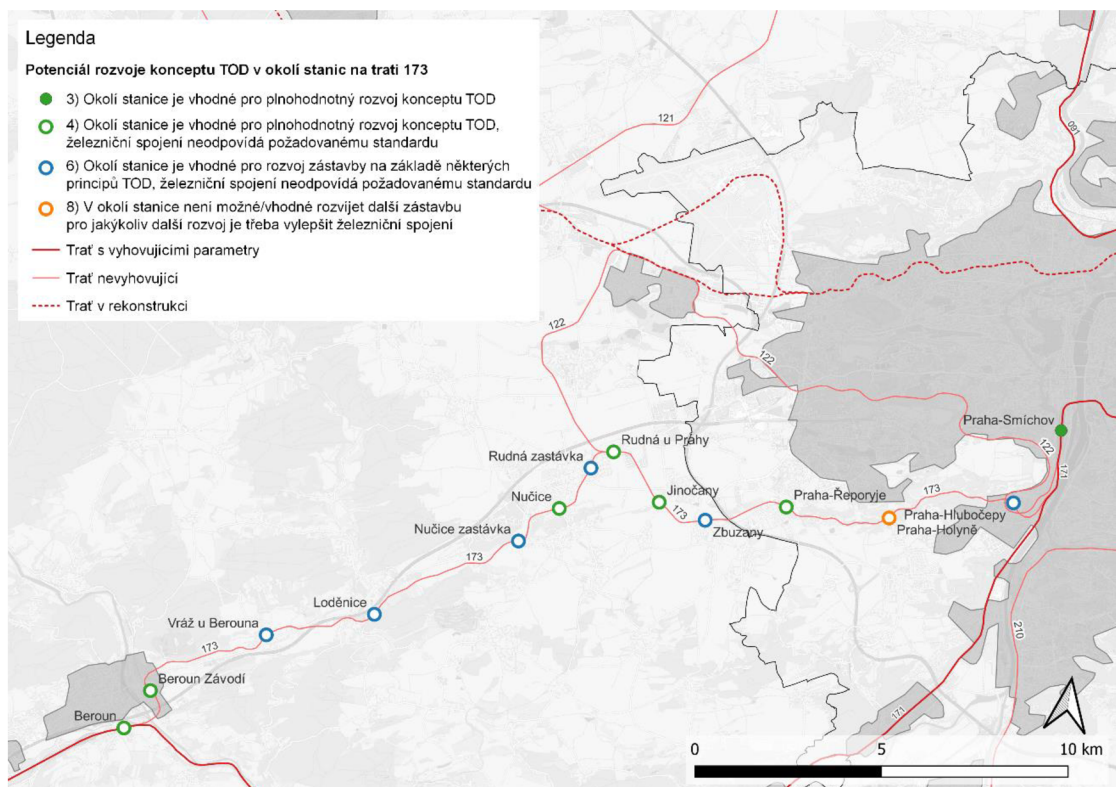 Legenda
Potenciál rozvoje konceptu TOD v okolí stanic na trati 173
3) Okolí stanice je vhodné pro plnohodnotný rozvoj konceptu TOD
4) Okolí stanice je vhodné pro plnohodnotný rozvoj konceptu TOD,
železniční spojení neodpovídá požadovanému standardu
6) Okolí stanice je vhodné pro rozvoj zástavby na základě některých
principů TOD, železniční spojení neodpovídá požadovanému standardu
8) V okolí stanice není možné/vhodné rozvíjet další zástavbu
pro jakýkoliv další rozvoj je třeba vylepšit železniční spojení
Trať s vyhovujícimi parametry
Trať nevyhovující
Trať v rekonstrukci
121
091
122
122
Praha-Smíchov
122
171
Rudná u Prahy
Rudná zastávka
Nučice
Jinočany
173
Praha-Řeporyje
173
Praha-Hlubočepy
Praha-Holyně
Zbuzany
Nučice zastávka
173
Loděnice
Vráž u Berouna
173
210
Beroun Závodí
Beroun
171
0
5
10 km